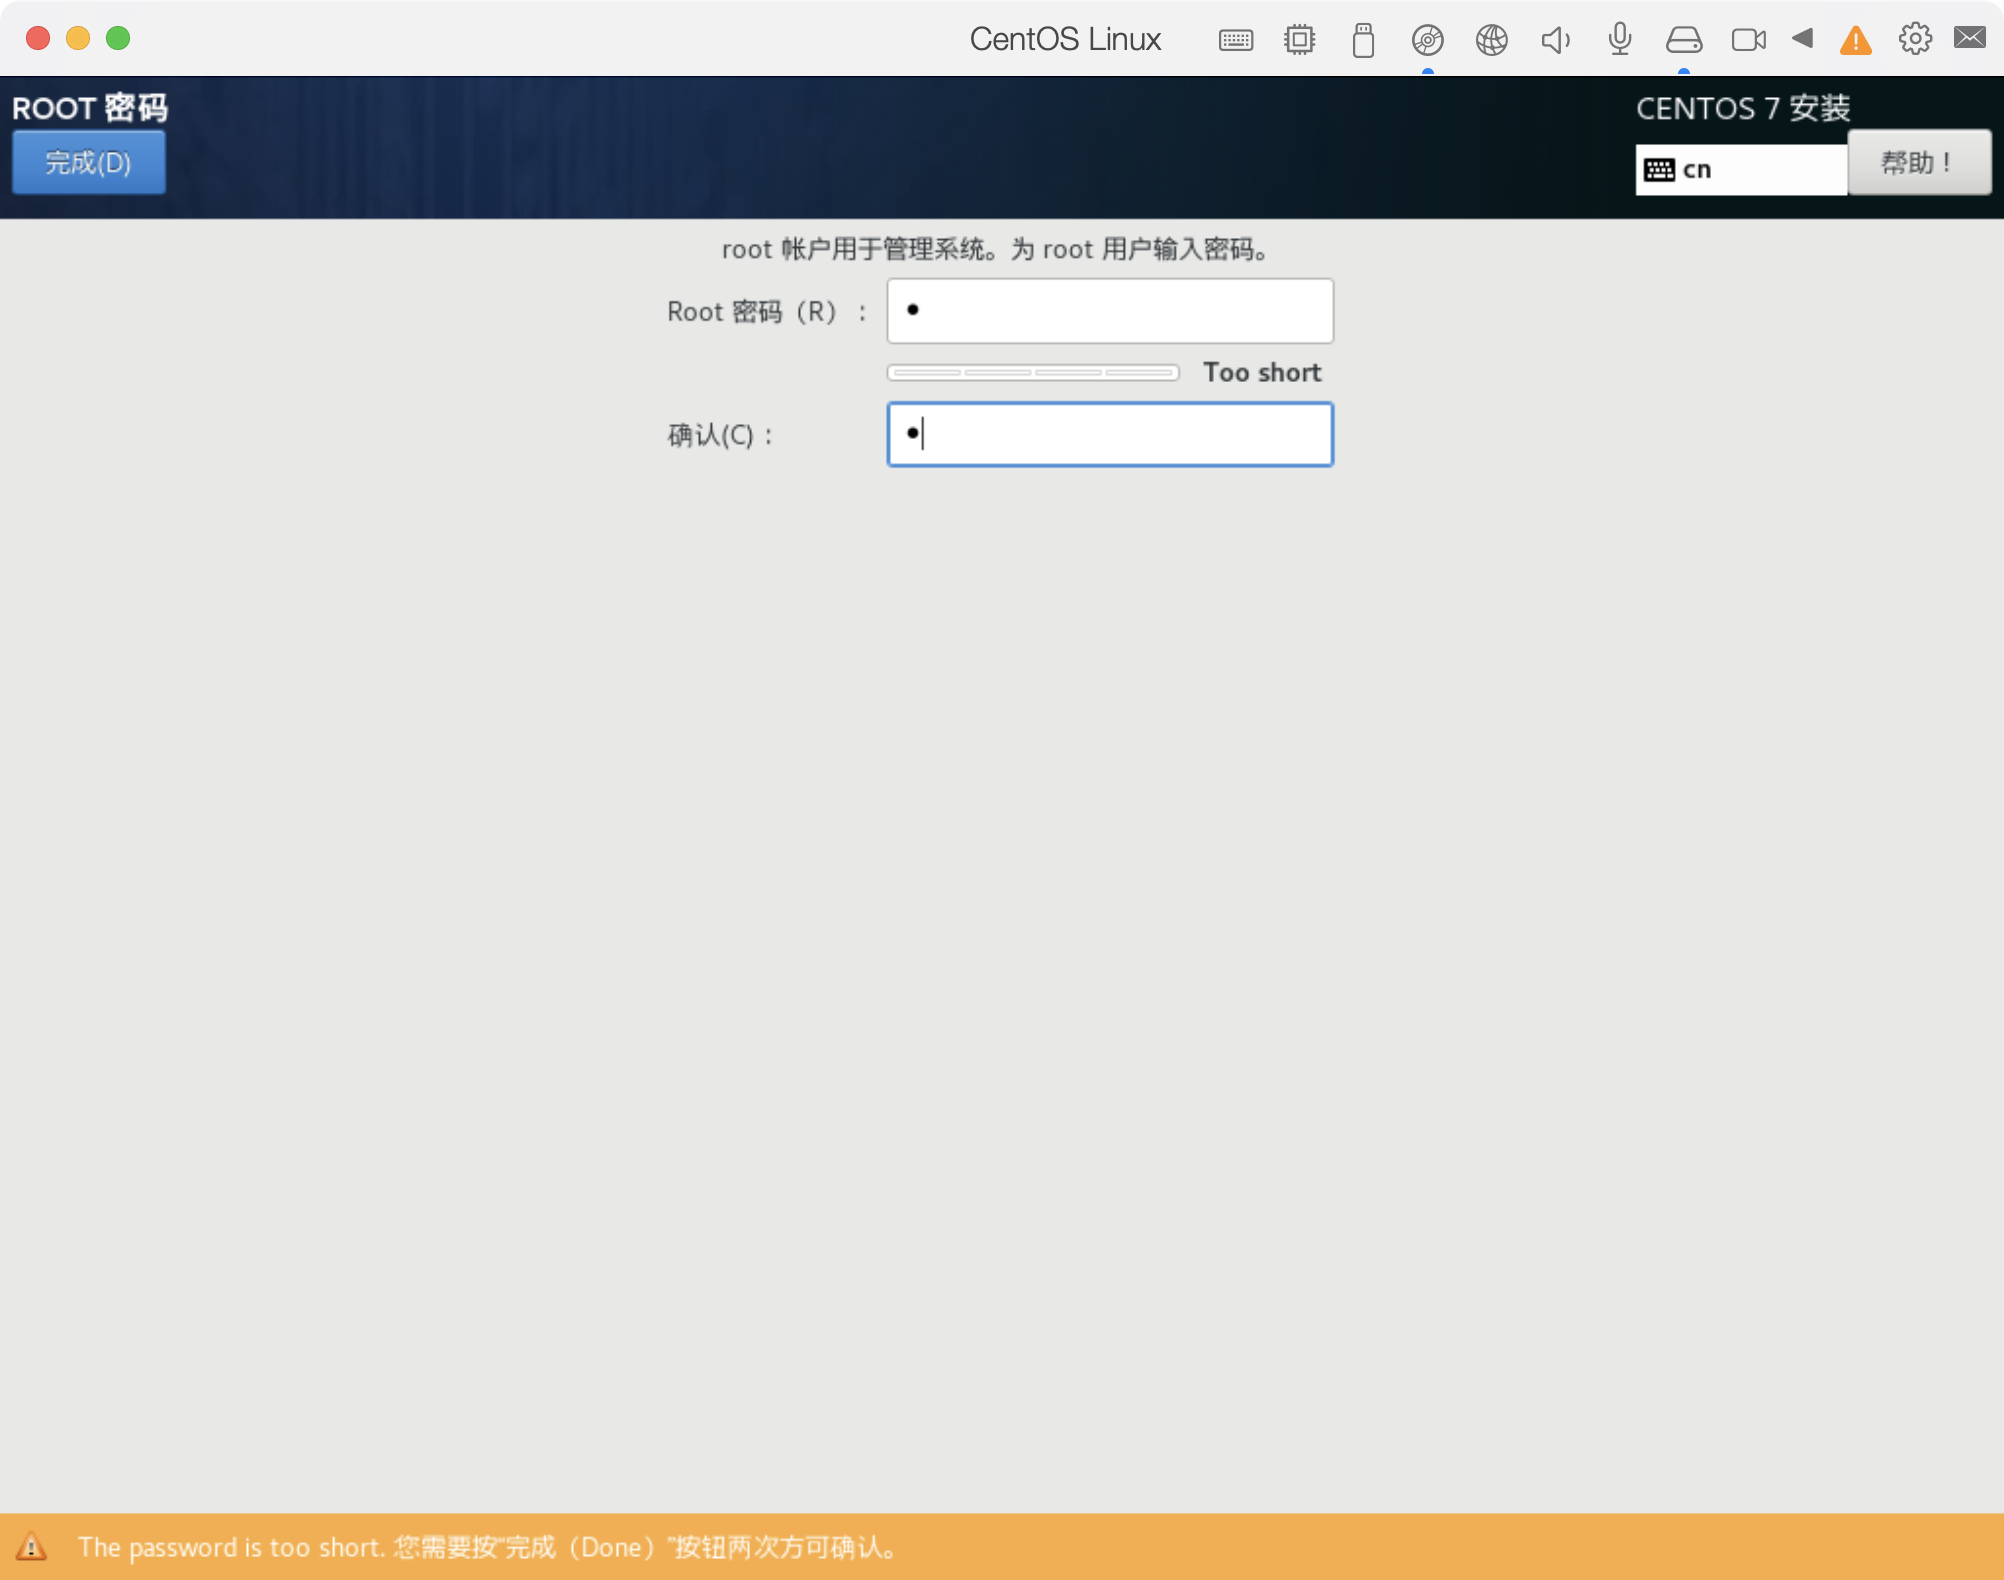 CentOS Linux
ROOT 密码
CENTOS 7 安装
完成(D)
cn
帮助！
root 帐户用于管理系统。为 root 用户输入密码。
Root 密码（R）：
Too short
确认(C)：
The password is too short. 您需要按“完成（Done）”按钮两次方可确认。